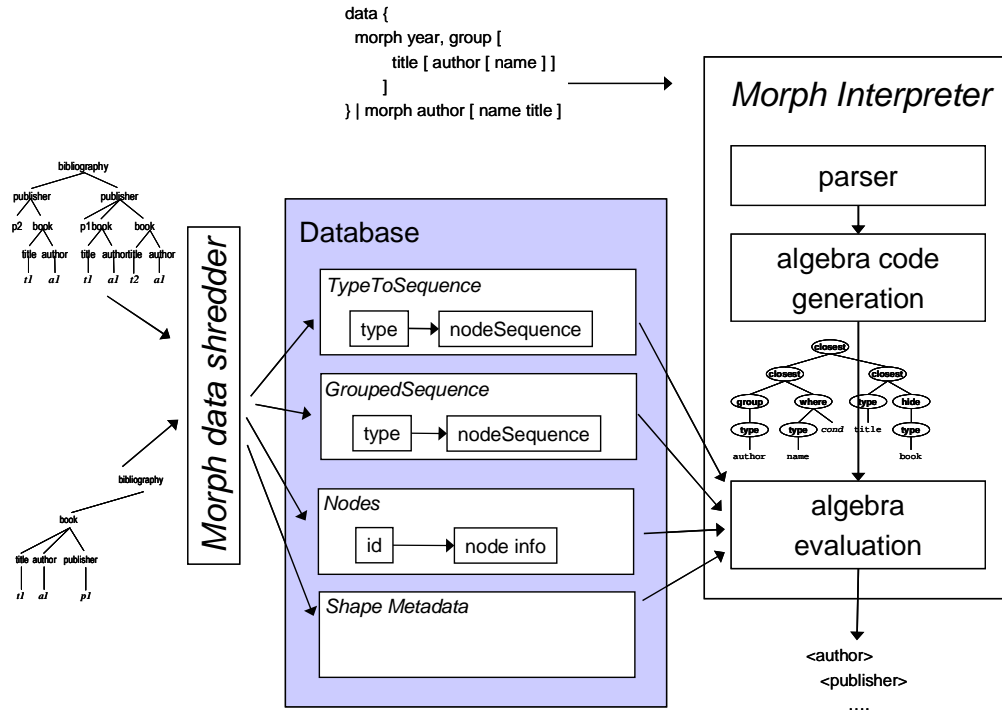 data {
morph year, group [
title [ author [ name ] ]
]
} | morph author [ name title ]
Morph Interpreter
parser
algebra code
generation
closest
closest closest
group where type hide
type type cond title type
author name book
algebra
evaluation
<author>
<publisher>
....
bibliography
publisher publisher
p2 book p1 book book
title author title author title author
t1 a1 t1 a1 t2 a1
bibliography
book
title author publisher
t1 a1 p1
Morph data shredder
Database
TypeToSequence
type nodeSequence
GroupedSequence
type nodeSequence
Nodes
id node info
Shape Metadata